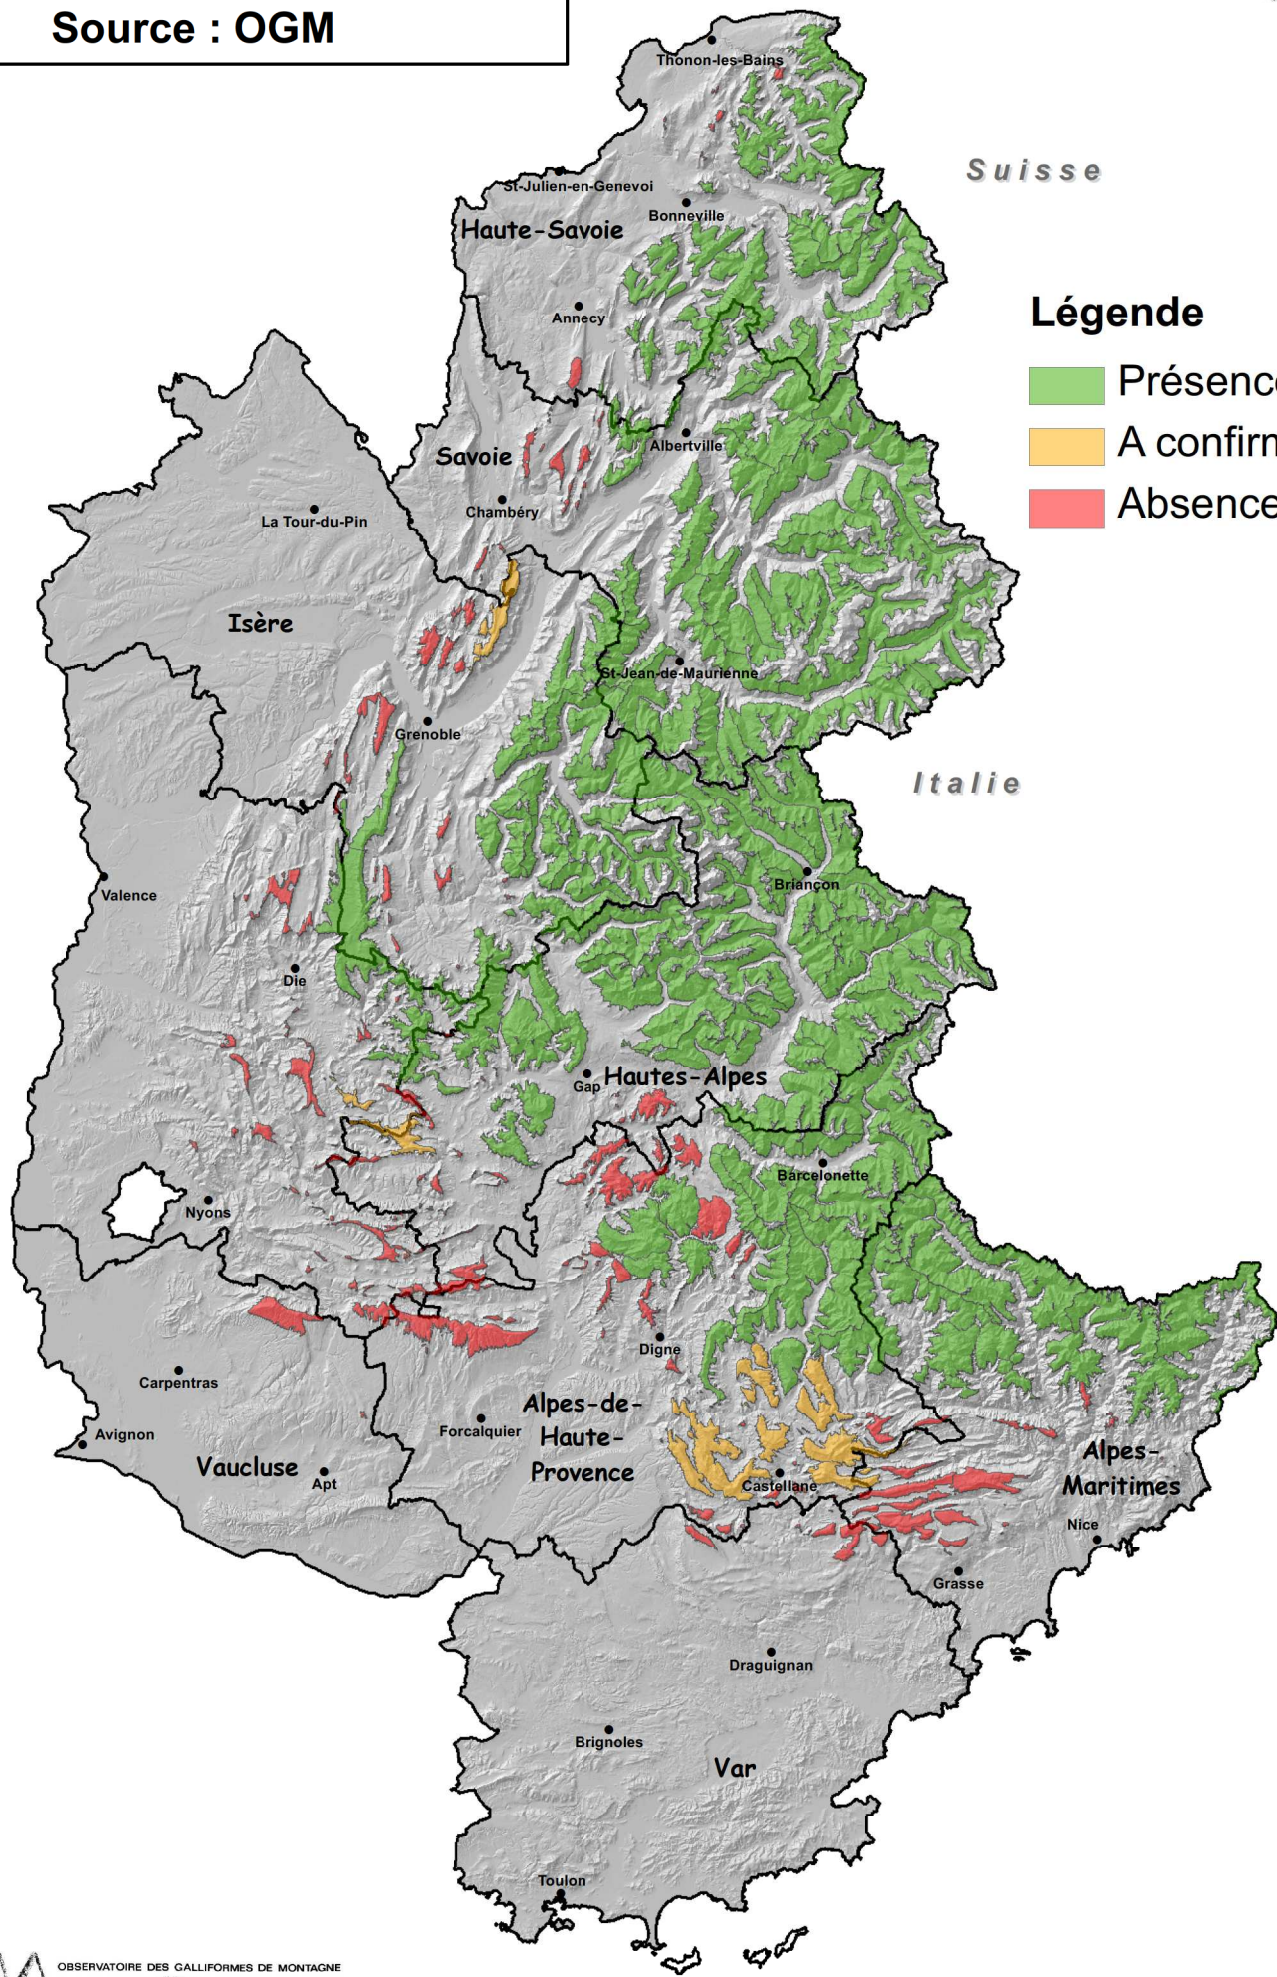 Source : OGM
Thonon-les-Bains
Suisse
St-Julien-en-Genevoi
Bonneville
Haute-Savoie
Annecy
Légende
Présence
A confirm
Absence
Albertville
Savoie
Chambéry
La Tour-du-Pin
Isère
St-Jean-de-Maurienne
Grenoble
Italie
Briançon
Valence
Die
Gap
Hautes-Alpes
Barcelonette
Nyons
Digne
Carpentras
Alpes-de-
Haute-
Provence
Forcalquier
Avignon
Vaucluse
Apt
Castellane
Alpes-
Maritimes
Nice
Grasse
Draguignan
Brignoles
Var
Toulon
OBSERVATOIRE DES GALLIFORMES DE MONTAGNE